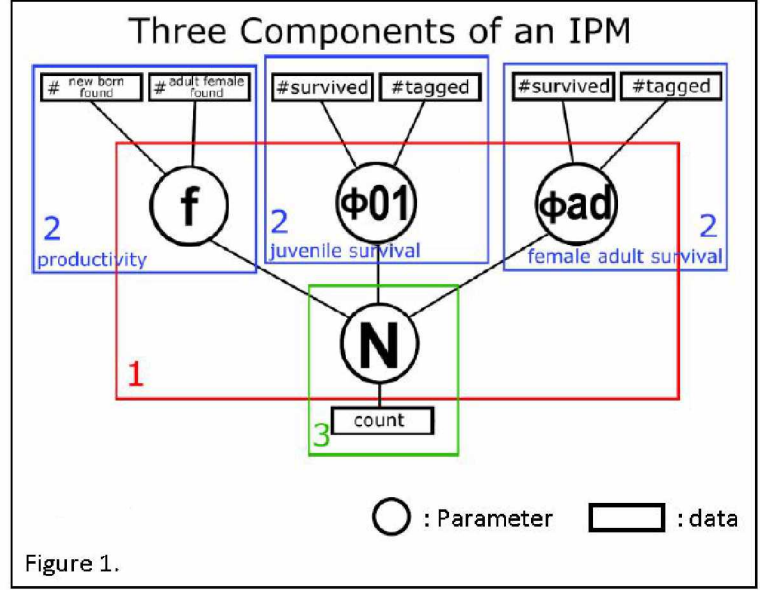 Three Components of an IPM
# new born found
# adult female found
#survived
#tagged
#survived
#tagged
f
ϕ01
ϕad
2
productivity
2
juvenile survival
2
female adult survival
N
1
3
count
: Parameter
: data
Figure 1.